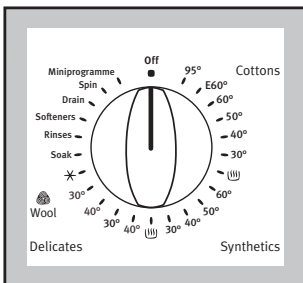 Off
95°
Cottons
E60°
60°
50°
40°
30°
60°
50°
40°
30°
Synthetics
40°
30°
40°
30°
Delicates
Wool
Soak
Rinses
Softeners
Drain
Spin
Miniprogramme